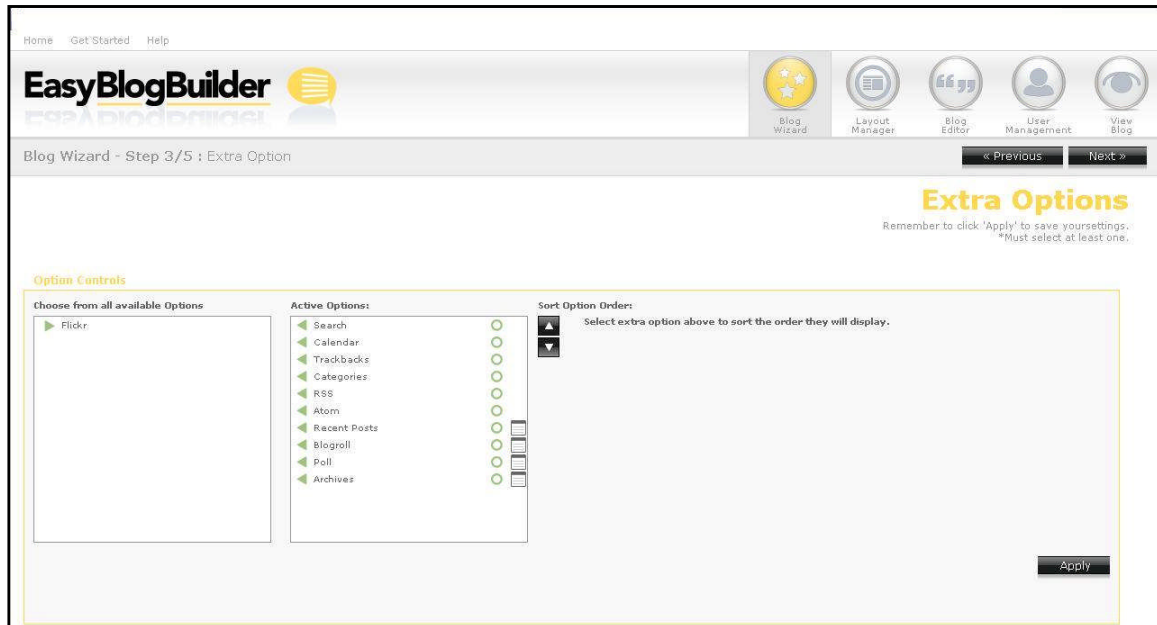 Home Get Started Help
EasyBlogBuilder
Blog
Wizard
Layout
Manager
Blog
Editor
User
Management
View
Blog
Blog Wizard - Step 3/5 : Extra Option
« Previous
Next »
Extra Options
Remember to click 'Apply' to save yoursettings.
*Must select at least one.
Option Controls
Choose from all available Options
Flickr
Active Options:
Search
Calendar
Trackbacks
Categories
RSS
Atom
Recent Posts
Blogroll
Poll
Archives
Sort Option Order:
Select extra option above to sort the order they will display.
Apply